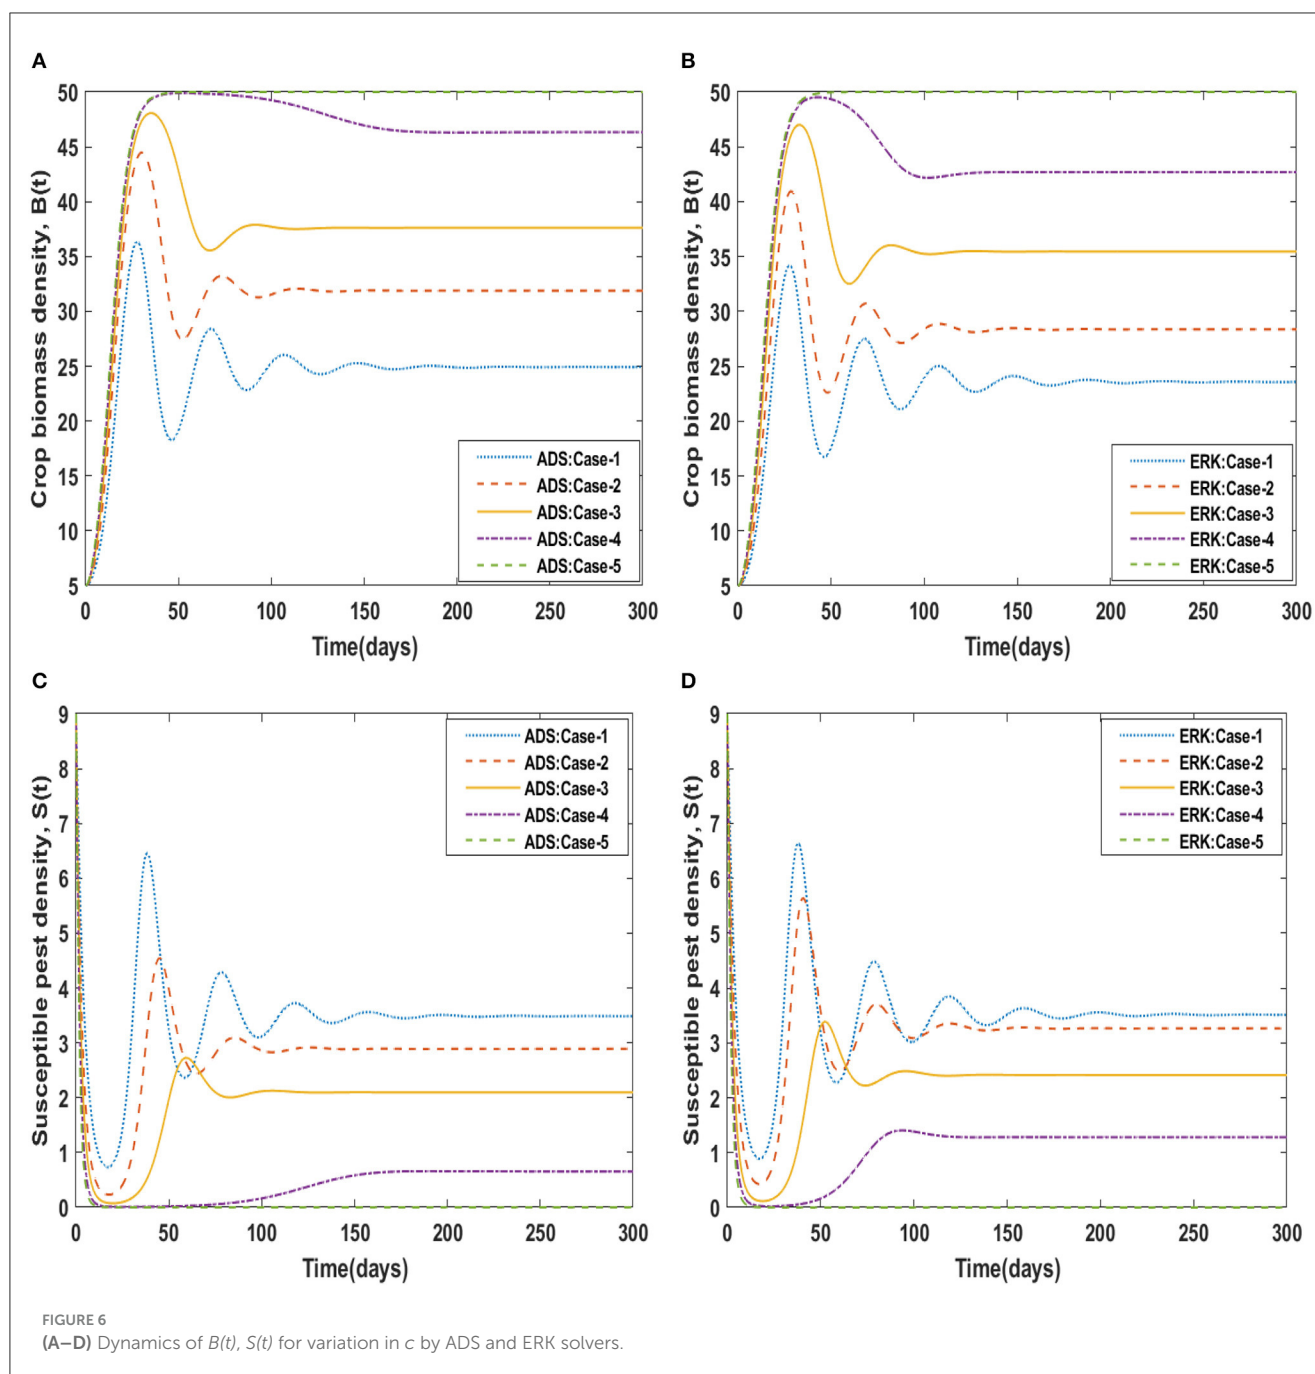 A
50
45
40
35
30
25
20
15
10
5
Crop biomass density, B(t)
0 50 100 150 200 250 300
Time(days)
ADS:Case-1
ADS:Case-2
ADS:Case-3
ADS:Case-4
ADS:Case-5
B
50
45
40
35
30
25
20
15
10
5
Crop biomass density, B(t)
0 50 100 150 200 250 300
Time(days)
ERK:Case-1
ERK:Case-2
ERK:Case-3
ERK:Case-4
ERK:Case-5
C
9
8
7
6
5
4
3
2
1
0
Susceptible pest density, S(t)
0 50 100 150 200 250 300
Time(days)
ADS:Case-1
ADS:Case-2
ADS:Case-3
ADS:Case-4
ADS:Case-5
D
9
8
7
6
5
4
3
2
1
0
Susceptible pest density, S(t)
0 50 100 150 200 250 300
Time(days)
ERK:Case-1
ERK:Case-2
ERK:Case-3
ERK:Case-4
ERK:Case-5
FIGURE 6
(A–D) Dynamics of B(t), S(t) for variation in c by ADS and ERK solvers.